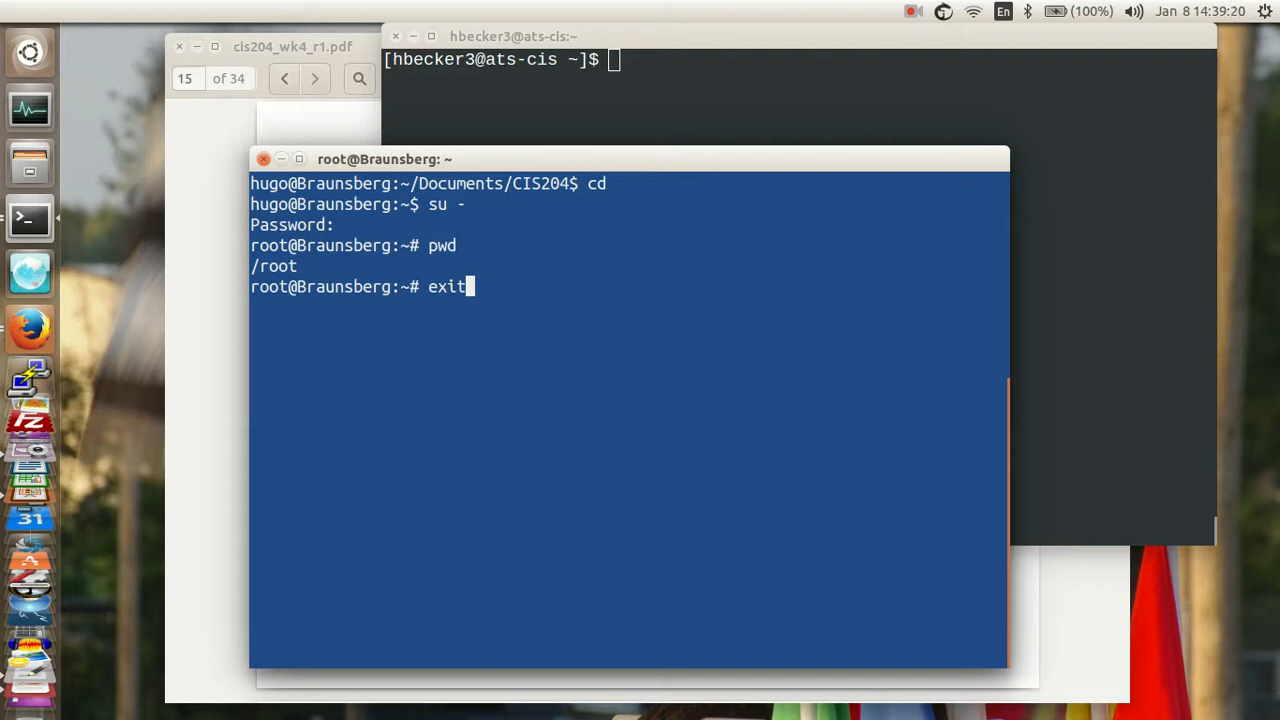 En (100%) Jan 8 14:39:20
cis204_wk4_r1.pdf
15 of 34
hbecker3@ats-cis:~
[hbecker3@ats-cis ~]$
root@Braunsberg: ~
hugo@Braunsberg:~/Documents/CIS204$ cd
hugo@Braunsberg:~$ su -
Password:
root@Braunsberg:~# pwd
/root
root@Braunsberg:~# exit
Fz
31